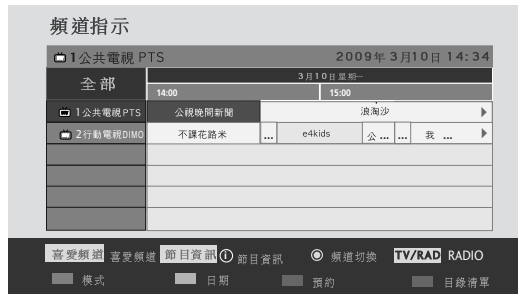 頻道指示
1公共電視 PTS 2009年 3月10日 14:34
全部 3月10日星期一
14:00 15:00
1公共電視PTS 公視晚間新聞 浪淘沙
2行動電視DIMO 不課花路米 ... e4kids 公 ... ... 我 ...
喜愛頻道 喜愛頻道 節目資訊 節目資訊 頻道切換 TV/RAD RADIO
模式 日期 預約 目錄清單